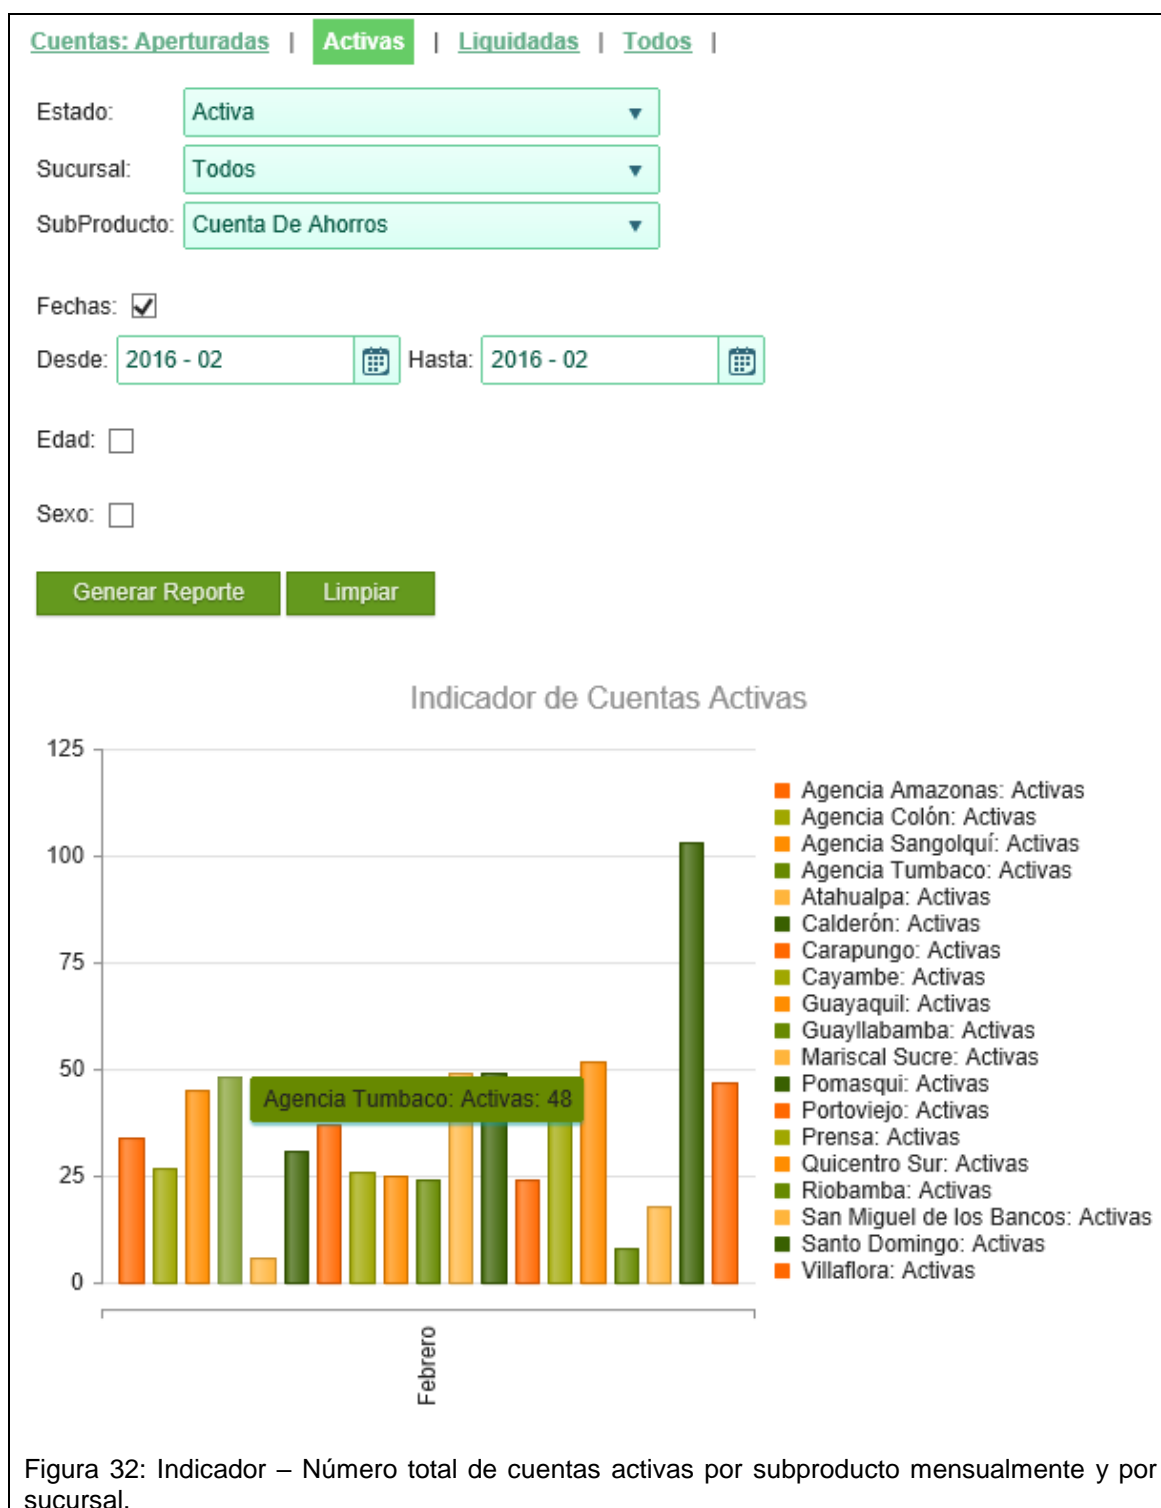 Cuentas: Aperturadas | Activas | Liquidadas | Todos |
Estado: Activa
Sucursal: Todos
SubProducto: Cuenta De Ahorros
Fechas:
Desde: 2016 - 02 Hasta: 2016 - 02
Edad:
Sexo:
Generar Reporte Limpiar
Indicador de Cuentas Activas
125
100
75
50
25
0
Agencia Tumbaco: Activas: 48
Febrero
Agencia Amazonas: Activas
Agencia Colón: Activas
Agencia Sangolquí: Activas
Agencia Tumbaco: Activas
Atahualpa: Activas
Calderón: Activas
Carapungo: Activas
Cayambe: Activas
Guayaquil: Activas
Guayllabamba: Activas
Mariscal Sucre: Activas
Pomasqui: Activas
Portoviejo: Activas
Prensa: Activas
Quicentro Sur: Activas
Riobamba: Activas
San Miguel de los Bancos: Activas
Santo Domingo: Activas
Villaflora: Activas
Figura 32: Indicador – Número total de cuentas activas por subproducto mensualmente y por
sucursal.